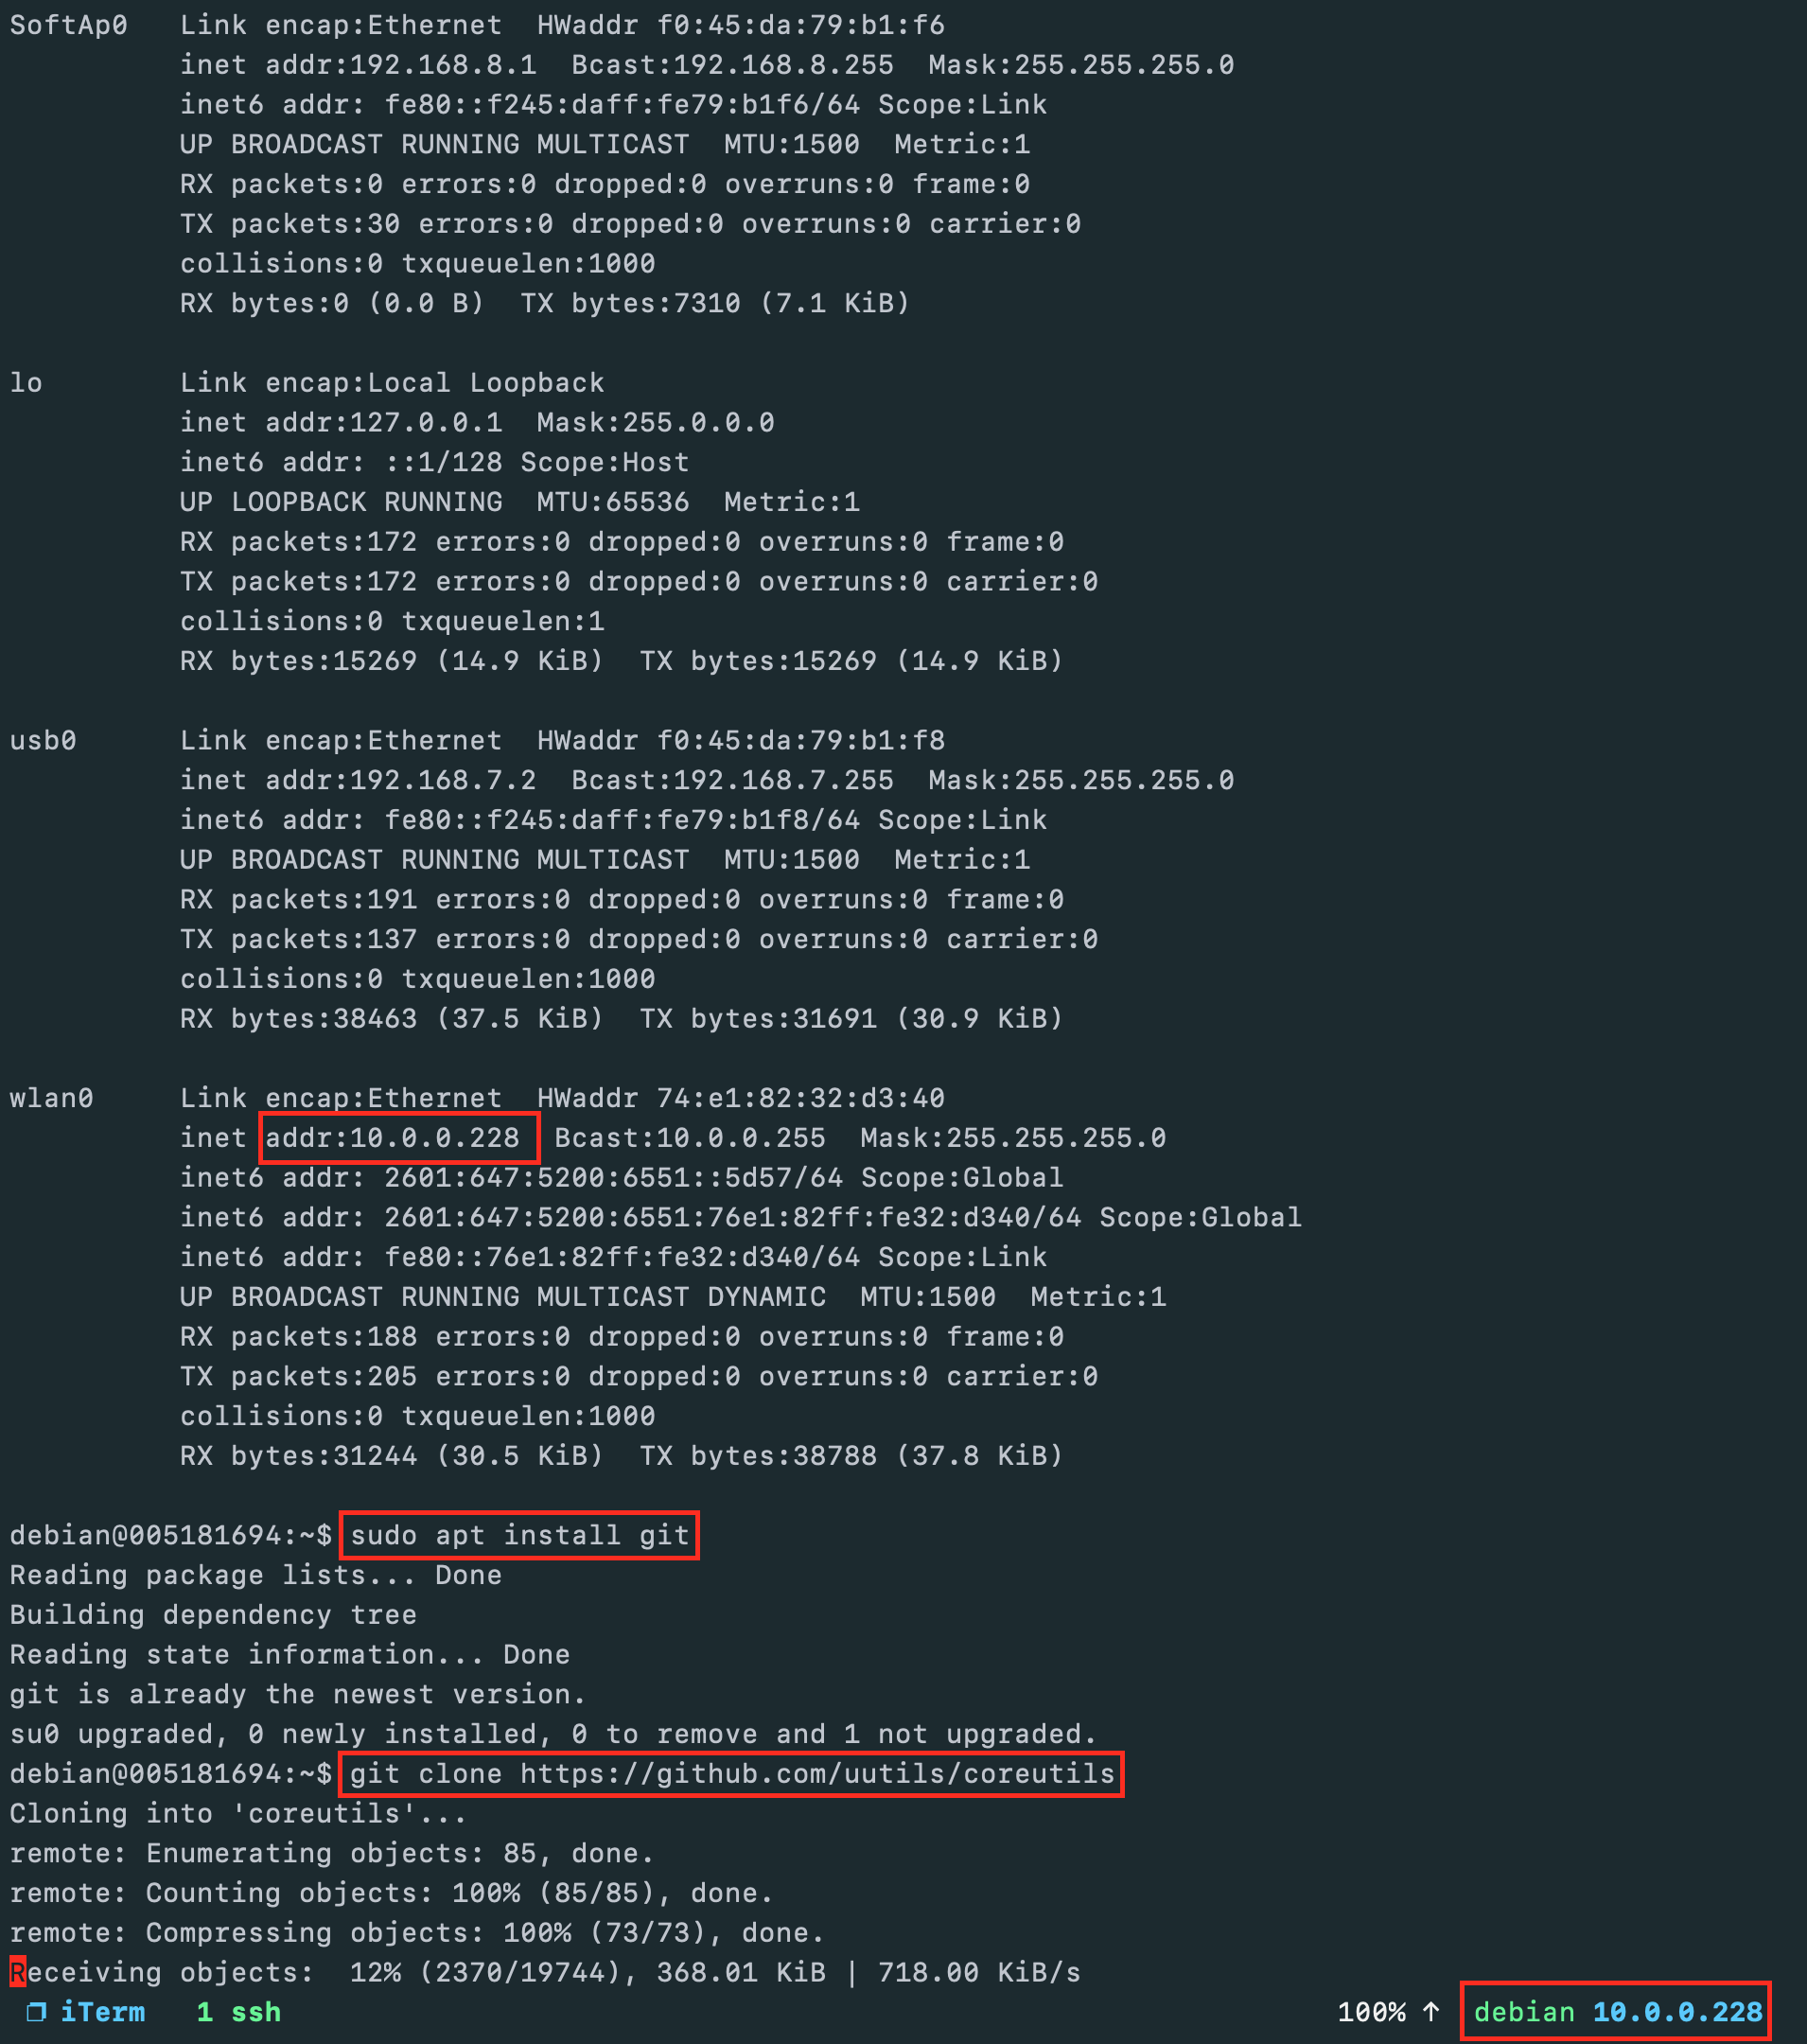 SoftAp0   Link encap:Ethernet  HWaddr f0:45:da:79:b1:f6
          inet addr:192.168.8.1  Bcast:192.168.8.255  Mask:255.255.255.0
          inet6 addr: fe80::f245:daff:fe79:b1f6/64 Scope:Link
          UP BROADCAST RUNNING MULTICAST  MTU:1500  Metric:1
          RX packets:0 errors:0 dropped:0 overruns:0 frame:0
          TX packets:30 errors:0 dropped:0 overruns:0 carrier:0
          collisions:0 txqueuelen:1000
          RX bytes:0 (0.0 B)  TX bytes:7310 (7.1 KiB)

lo        Link encap:Local Loopback
          inet addr:127.0.0.1  Mask:255.0.0.0
          inet6 addr: ::1/128 Scope:Host
          UP LOOPBACK RUNNING  MTU:65536  Metric:1
          RX packets:172 errors:0 dropped:0 overruns:0 frame:0
          TX packets:172 errors:0 dropped:0 overruns:0 carrier:0
          collisions:0 txqueuelen:1
          RX bytes:15269 (14.9 KiB)  TX bytes:15269 (14.9 KiB)

usb0      Link encap:Ethernet  HWaddr f0:45:da:79:b1:f8
          inet addr:192.168.7.2  Bcast:192.168.7.255  Mask:255.255.255.0
          inet6 addr: fe80::f245:daff:fe79:b1f8/64 Scope:Link
          UP BROADCAST RUNNING MULTICAST  MTU:1500  Metric:1
          RX packets:191 errors:0 dropped:0 overruns:0 frame:0
          TX packets:137 errors:0 dropped:0 overruns:0 carrier:0
          collisions:0 txqueuelen:1000
          RX bytes:38463 (37.5 KiB)  TX bytes:31691 (30.9 KiB)

wlan0     Link encap:Ethernet  HWaddr 74:e1:82:32:d3:40
          inet addr:10.0.0.228  Bcast:10.0.0.255  Mask:255.255.255.0
          inet6 addr: 2601:647:5200:6551::5d57/64 Scope:Global
          inet6 addr: 2601:647:5200:6551:76e1:82ff:fe32:d340/64 Scope:Global
          inet6 addr: fe80::76e1:82ff:fe32:d340/64 Scope:Link
          UP BROADCAST RUNNING MULTICAST DYNAMIC  MTU:1500  Metric:1
          RX packets:188 errors:0 dropped:0 overruns:0 frame:0
          TX packets:205 errors:0 dropped:0 overruns:0 carrier:0
          collisions:0 txqueuelen:1000
          RX bytes:31244 (30.5 KiB)  TX bytes:38788 (37.8 KiB)

debian@005181694:~$ sudo apt install git
Reading package lists... Done
Building dependency tree
Reading state information... Done
git is already the newest version.
su0 upgraded, 0 newly installed, 0 to remove and 1 not upgraded.
debian@005181694:~$ git clone https://github.com/uutils/coreutils
Cloning into 'coreutils'...
remote: Enumerating objects: 85, done.
remote: Counting objects: 100% (85/85), done.
remote: Compressing objects: 100% (73/73), done.
Receiving objects:  12% (2370/19744), 368.01 KiB | 718.00 KiB/s
❐ iTerm   1 ssh   100% ↑ debian 10.0.0.228